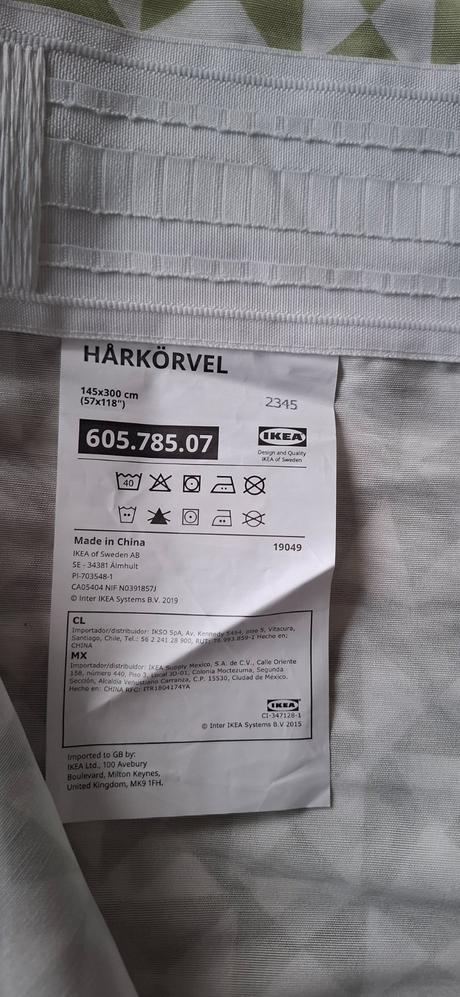 HÅRKÖRVEL
145x300 cm
(57x118")
2345
605.785.07
IKEA
Design and Quality
IKEA of Sweden
40
Made in China
19049
IKEA of Sweden AB
SE - 34381 Älmhult
PI-703548-1
CA05404 NIF N0391857J
© Inter IKEA Systems B.V. 2019
CL
Importador/distribuidor: IKSO SpA, Av. Kennedy 5454, piso 5, Vitacura,
Santiago, Chile, Tel.: 56 2 241 28 900, RUT: 76.993.859-1 Hecho en:
CHINA
MX
Importador/distribuidor: IKEA Supply Mexico, S.A. de C.V., Calle Oriente
158, número 440, Piso 3, Local JO-01, Colonia Moctezuma, Segunda
Sección, Alcaldía Venustiano Carranza, C.P. 15530, Ciudad de México.
Hecho en: CHINA RFC: ITR1804174YA
IKEA
CI-347128-1
© Inter IKEA Systems B.V 2015
Imported to GB by:
IKEA Ltd., 100 Avebury
Boulevard, Milton Keynes,
United Kingdom, MK9 1FH.